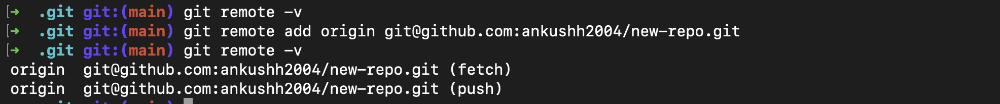 [➜ .git git:(main) git remote -v
[➜ .git git:(main) git remote add origin git@github.com:ankushh2004/new-repo.git
[➜ .git git:(main) git remote -v
origin git@github.com:ankushh2004/new-repo.git (fetch)
origin git@github.com:ankushh2004/new-repo.git (push)